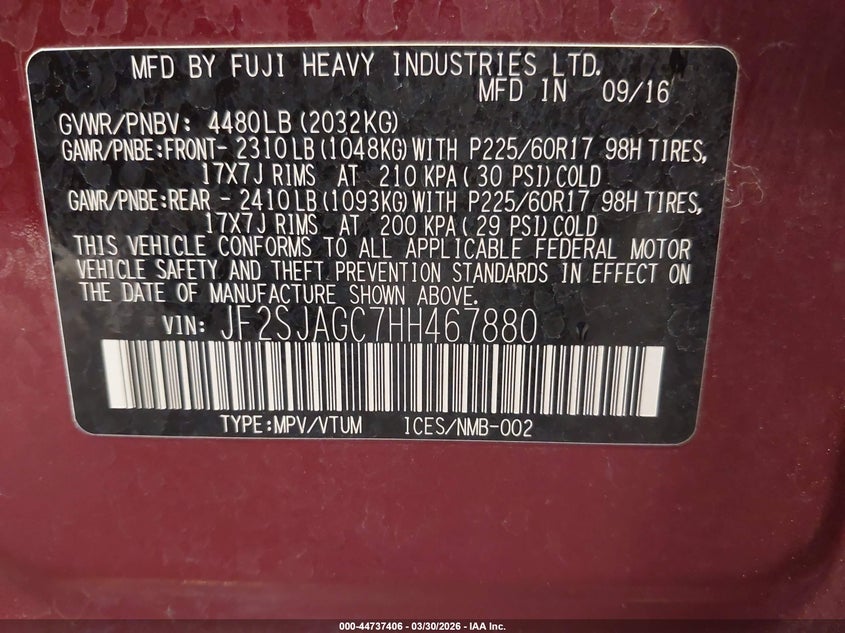 MFD BY FUJI HEAVY INDUSTRIES LTD.
MFD IN 09/16
GVWR/PNBV: 4480LB(2032KG)
GAWR/PNBE:FRONT- 2310LB(1048KG)WITH P225/60R17 98H TIRES,
17X7J RIMS AT 210 KPA( 30 PSI)COLD
GAWR/PNBE:REAR - 2410LB(1093KG)WITH P225/60R17 98H TIRES,
17X7J RIMS AT 200 KPA( 29 PSI)COLD
THIS VEHICLE CONFORMS TO ALL APPLICABLE FEDERAL MOTOR
VEHICLE SAFETY AND THEFT PREVENTION STANDARDS IN EFFECT ON
THE DATE OF MANUFACTURE SHOWN ABOVE.
VIN: JF2SJAGC7HH467880
TYPE:MPV/VTUM ICES/NMB-002
000-44737406 — 03/30/2026 — IAA Inc.